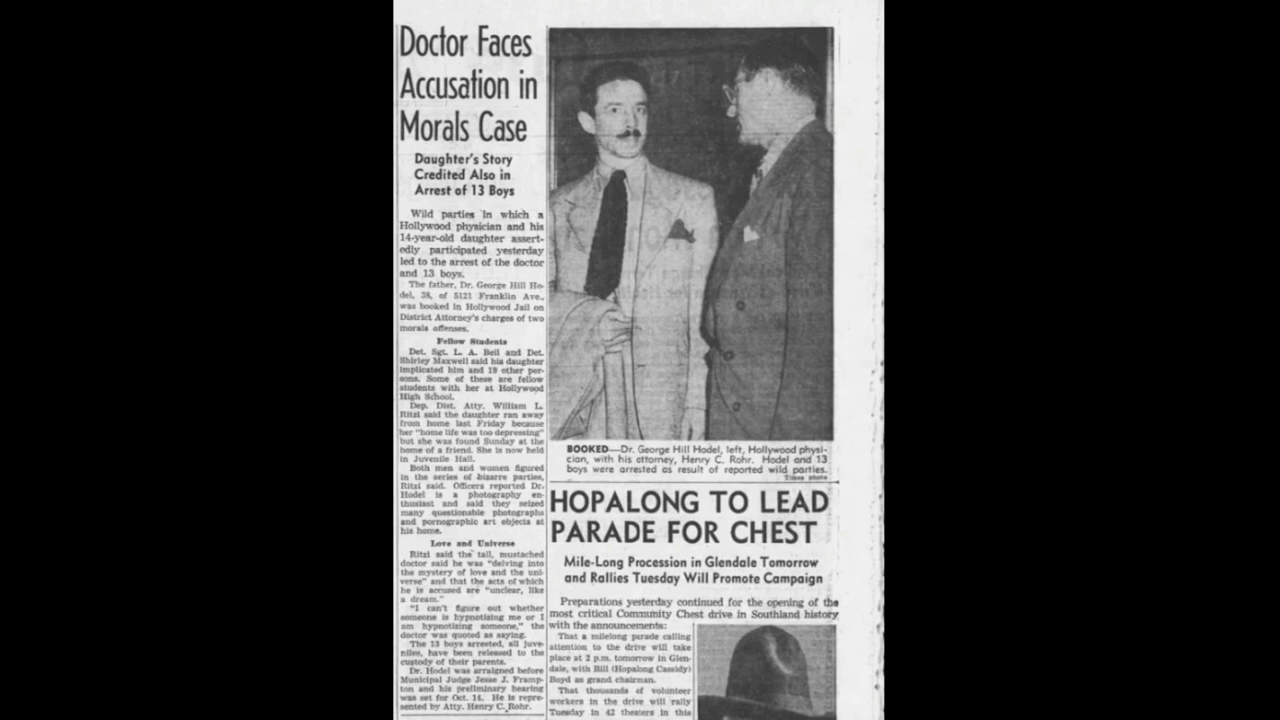 Doctor Faces
Accusation in
Morals Case
Daughter's Story
Credited Also in
Arrest of 13 Boys
Wild parties in which a
Hollywood physician and his
14-year-old daughter assert-
edly participated yesterday
led to the arrest of the doctor
and 13 boys.
The father, Dr. George Hill Ho-
del, 38, of 5121 Franklin Ave.,
was booked in Hollywood Jail on
District Attorney's charges of two
morals offenses.
Fellow Students
Det. Sgt. L. A. Bell and Det.
Shirley Maxwell said his daughter
implicated him and 19 other per-
sons. Some of these are fellow
students with her at Hollywood
High School.
Dep. Dist. Atty. William L.
Ritzi said the daughter ran away
from home last Friday because
her "home life was too depressing"
but she was found Sunday at the
home of a friend. She is now held
in Juvenile Hall.
Both men and women figured
in the series of bizarre parties,
Ritzi said. Officers reported Dr.
Hodel is a photography en-
thusiast and said they seized
many questionable photographs
and pornographic art objects at
his home.
Love and Universe
Ritzi said the tall, mustached
doctor said he was "delving into
the mystery of love and the uni-
verse" and that the acts of which
he is accused are "unclear, like
a dream."
"I can't figure out whether
someone is hypnotizing me or I
am hypnotizing someone," the
doctor was quoted as saying.
The 13 boys arrested, all juve-
niles, have been released to the
custody of their parents.
Dr. Hodel was arraigned before
Municipal Judge Jesse J. Framp-
ton and his preliminary hearing
was set for Oct. 14. He is repre-
sented by Atty. Henry C. Rohr.
BOOKED—Dr. George Hill Hodel, left, Hollywood physi-
cian, with his attorney, Henry C. Rohr. Hodel and 13
boys were arrested as result of reported wild parties.
Times photo
HOPALONG TO LEAD
PARADE FOR CHEST
Mile-Long Procession in Glendale Tomorrow
and Rallies Tuesday Will Promote Campaign
Preparations yesterday continued for the opening of the
most critical Community Chest drive in Southland history
with the announcements:
That a milelong parade calling
attention to the drive will take
place at 2 p.m. tomorrow in Glen-
dale, with Bill (Hopalong Cassidy)
Boyd as grand chairman.
That thousands of volunteer
workers in the drive will rally
Tuesday in 42 theaters in this